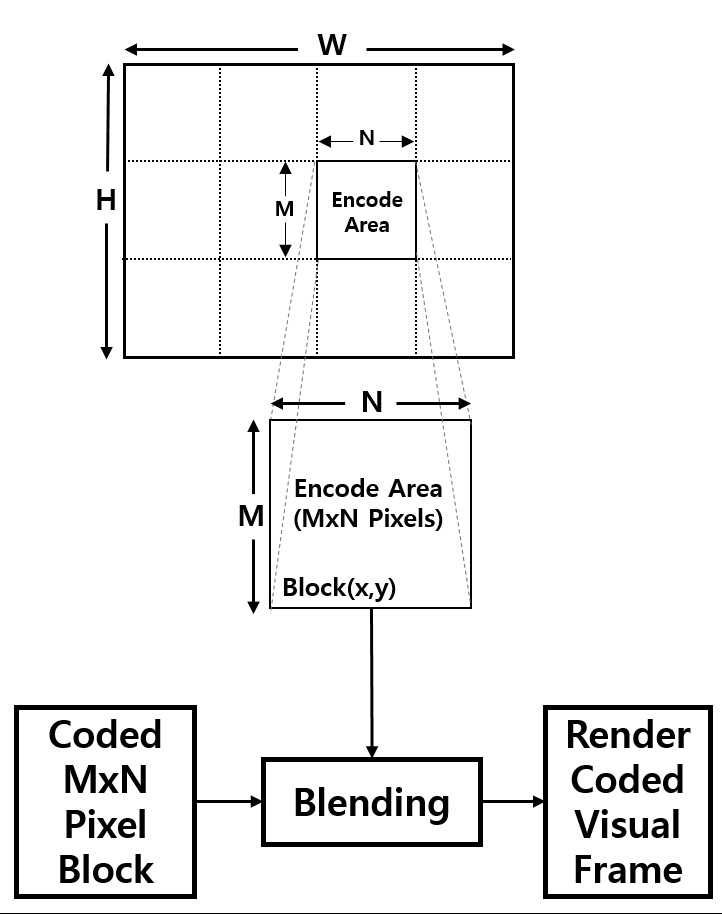 W
H
N
M
Encode
Area
N
M
Encode Area
(MxN Pixels)
Block(x,y)
Coded
MxN
Pixel
Block
Blending
Render
Coded
Visual
Frame